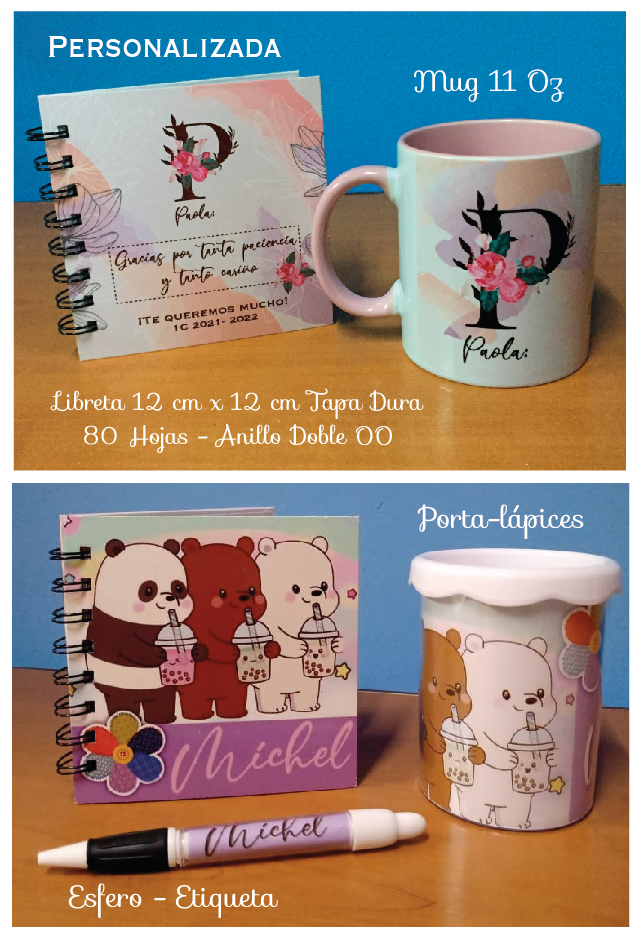 PERSONALIZADA
Mug 11 Oz
P
Paola:
Gracias por tanta paciencia
y tanto cariño
¡TE QUEREMOS MUCHO!
1C 2021- 2022
P
Paola:
Libreta 12 cm x 12 cm Tapa Dura
80 Hojas - Anillo Doble OO
Porta-lápices
Michel
Michel
Esfero - Etiqueta